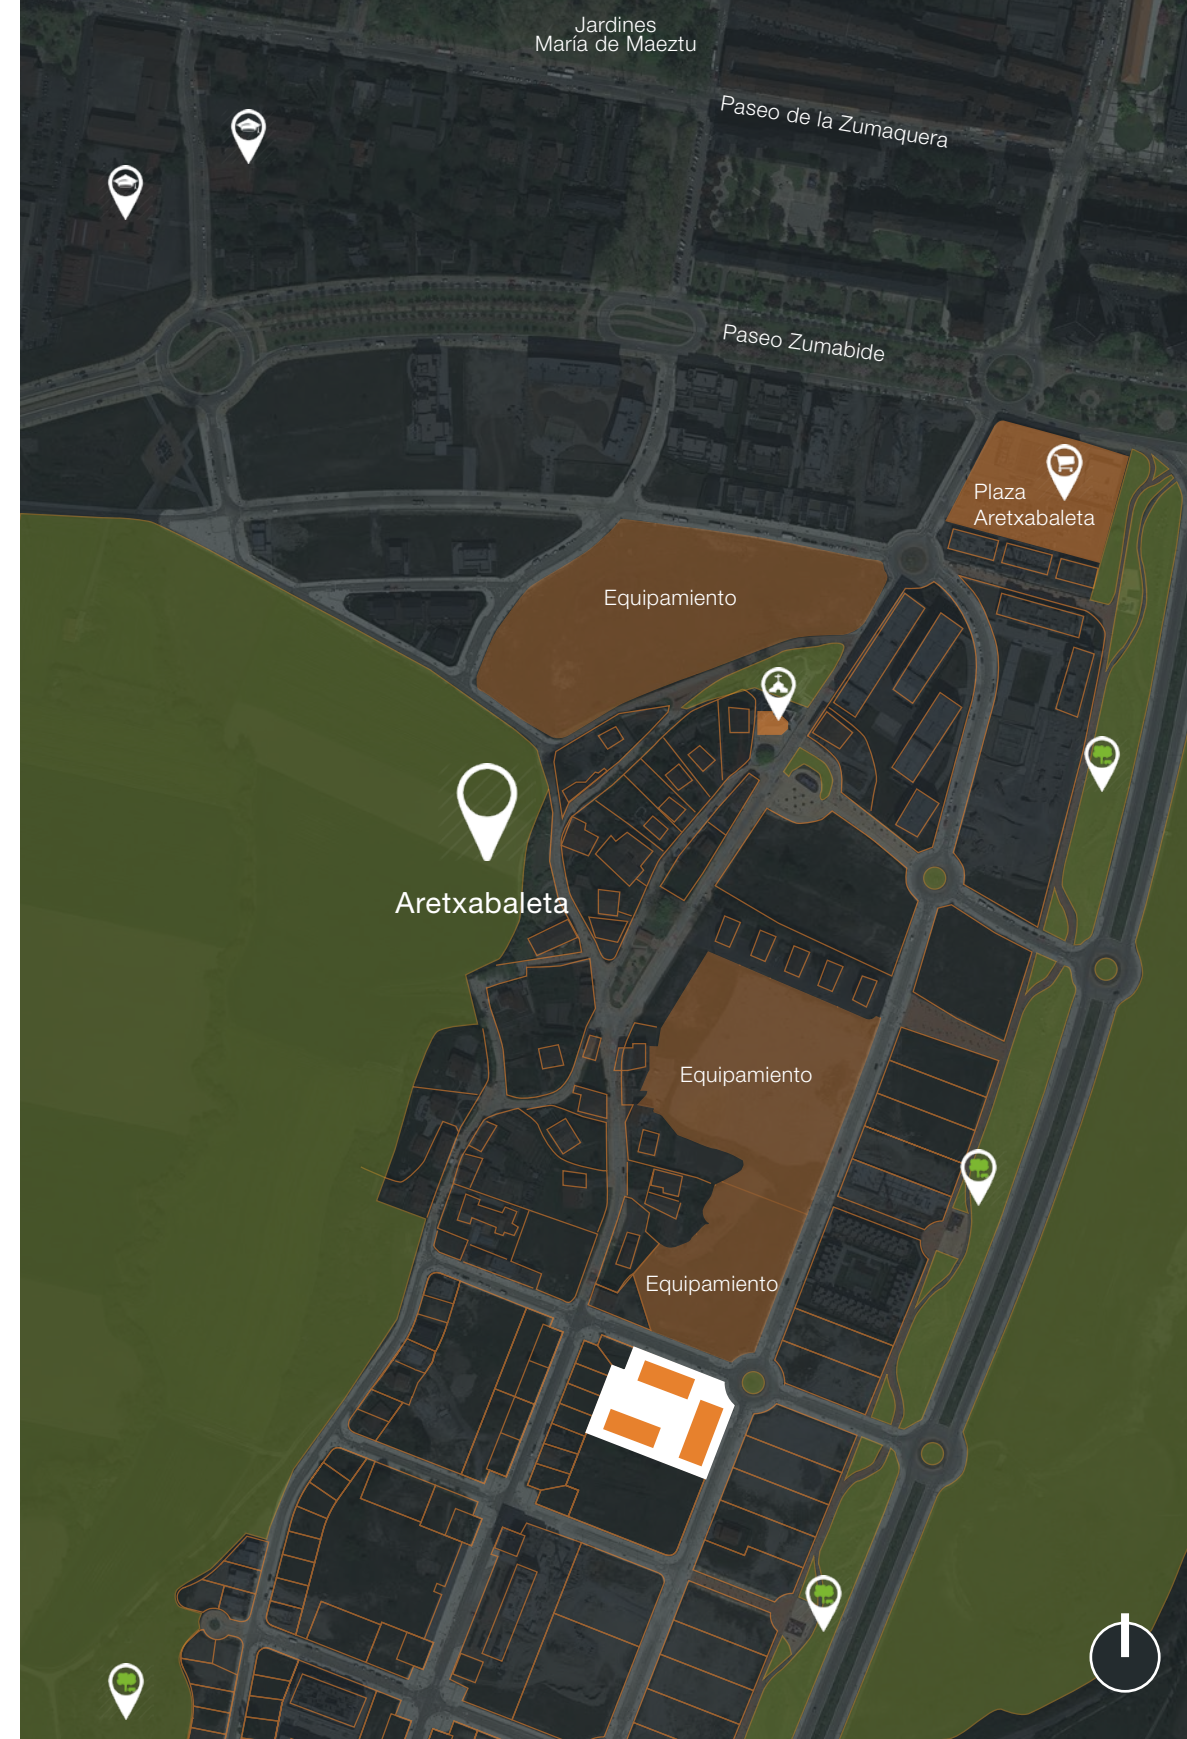 Jardines
María de Maeztu
Paseo de la Zumaquera
Paseo Zumabide
Plaza
Aretxabaleta
Equipamiento
Aretxabaleta
Equipamiento
Equipamiento